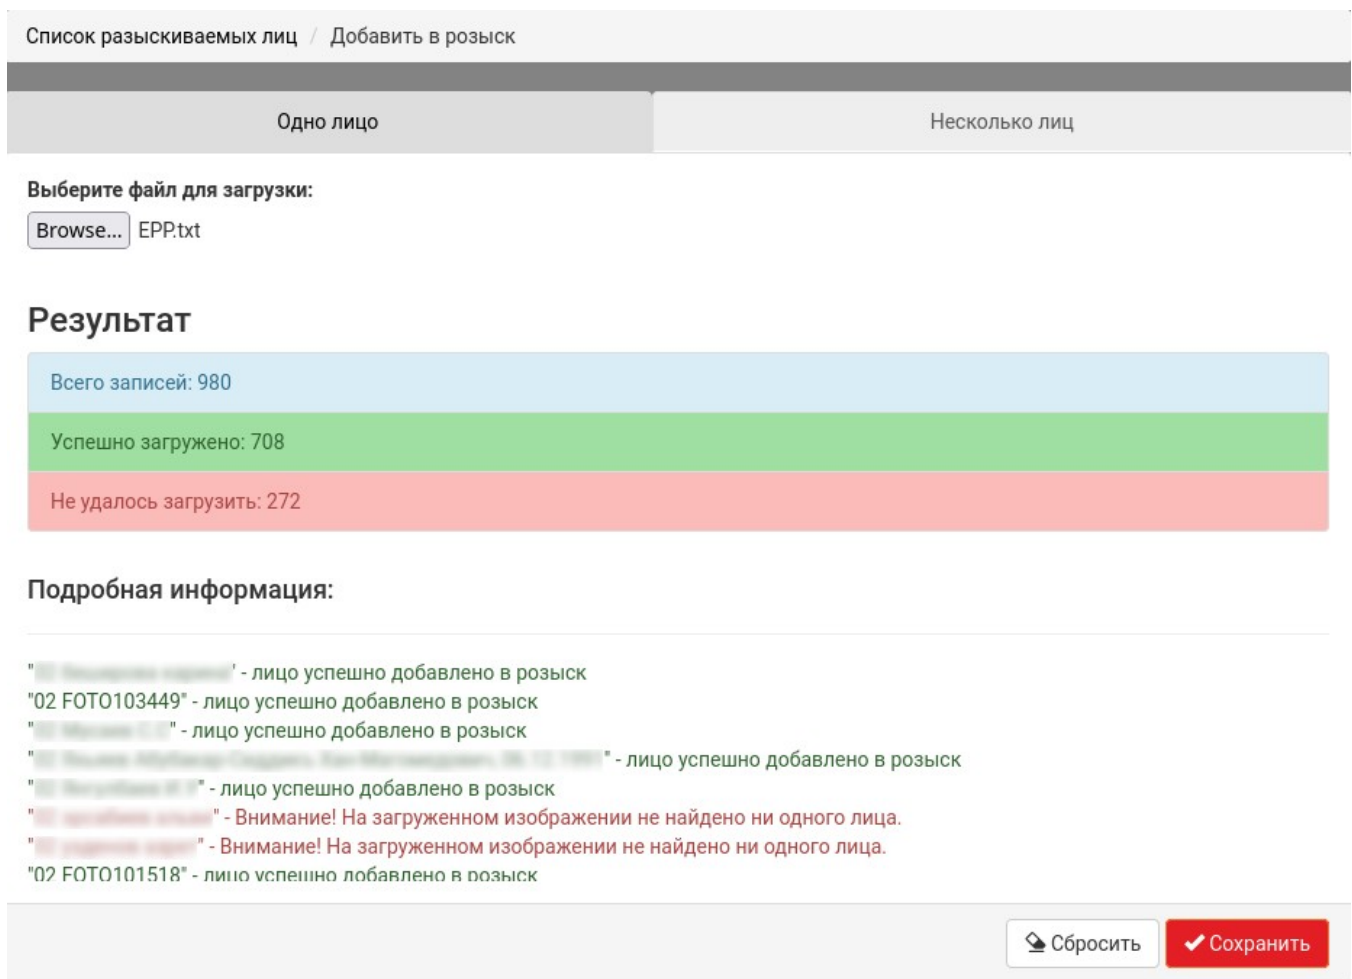 Список разыскиваемых лиц / Добавить в розыск
Одно лицо
Несколько лиц
Выберите файл для загрузки:
Browse... EPP.txt
Результат
Всего записей: 980
Успешно загружено: 708
Не удалось загрузить: 272
Подробная информация:
" ' - лицо успешно добавлено в розыск
"02 FOTO103449" - лицо успешно добавлено в розыск
" " - лицо успешно добавлено в розыск
" " - лицо успешно добавлено в розыск
" " - лицо успешно добавлено в розыск
" " - Внимание! На загруженном изображении не найдено ни одного лица.
" " - Внимание! На загруженном изображении не найдено ни одного лица.
"02 FOTO101518" - лицо успешно добавлено в розыск
Сбросить
Сохранить